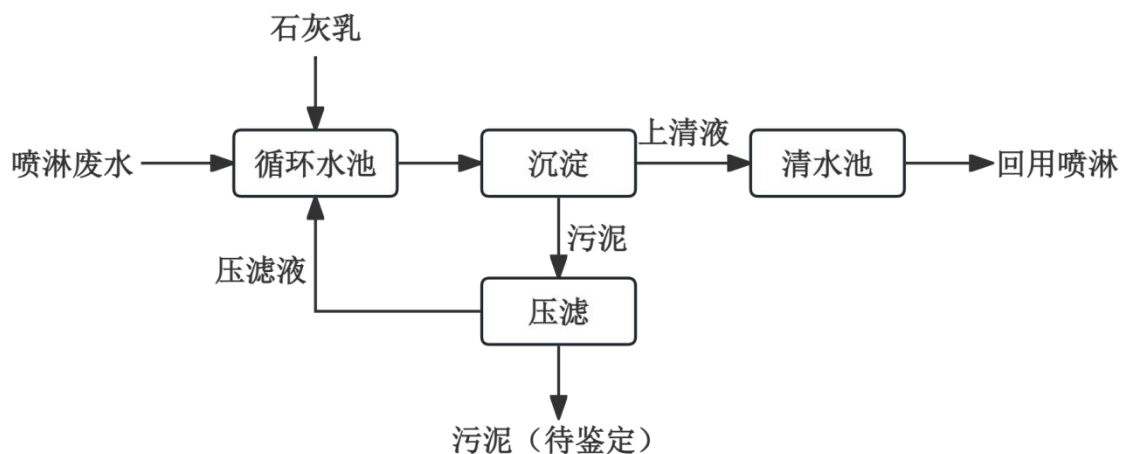 石灰乳
喷淋废水
循环水池
沉淀
上清液
清水池
回用喷淋
污泥
压滤液
压滤
污泥（待鉴定）